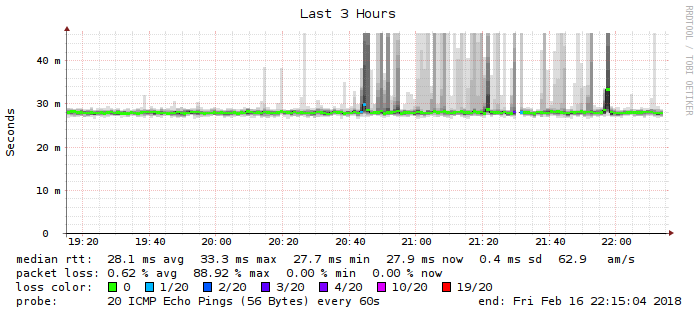 Last 3 Hours
RRDTOOL / TOBI OETIKER
Seconds
40 m
30 m
20 m
10 m
0
19:20 19:40 20:00 20:20 20:40 21:00 21:20 21:40 22:00
median rtt: 28.1 ms avg 33.3 ms max 27.7 ms min 27.9 ms now 0.4 ms sd 62.9 am/s
packet loss: 0.62 % avg 88.92 % max 0.00 % min 0.00 % now
loss color: 0 1/20 2/20 3/20 4/20 10/20 19/20
probe: 20 ICMP Echo Pings (56 Bytes) every 60s end: Fri Feb 16 22:15:04 2018